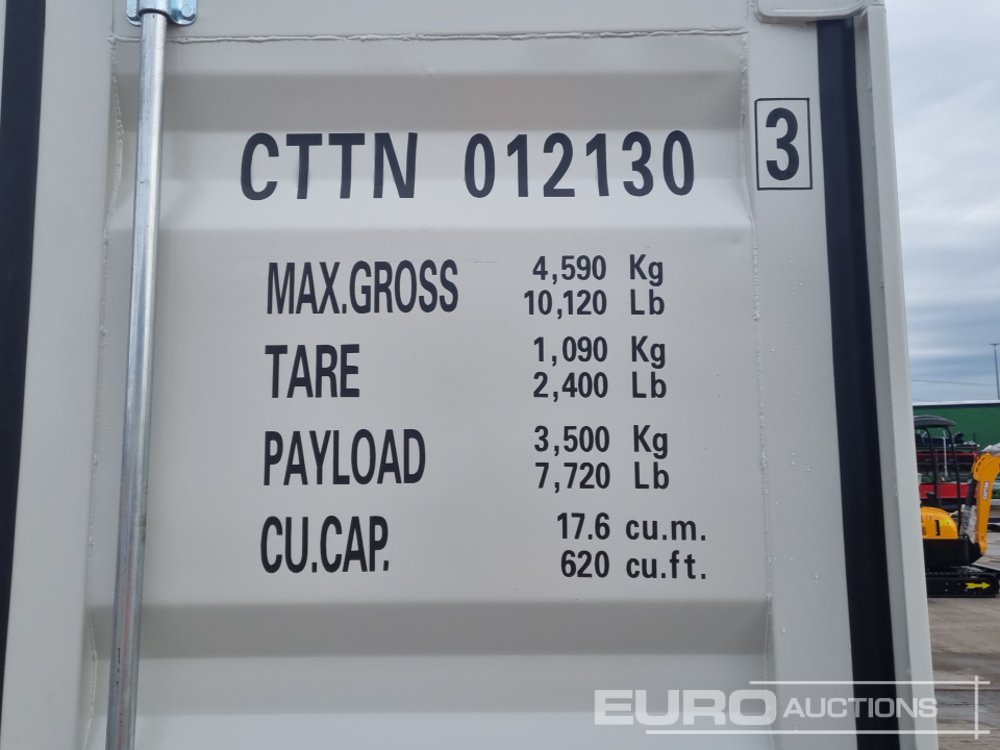 CTTN 012130 3
MAX.GROSS 4,590 Kg
10,120 Lb
TARE 1,090 Kg
2,400 Lb
PAYLOAD 3,500 Kg
7,720 Lb
CU.CAP. 17.6 cu.m.
620 cu.ft.
EURO AUCTIONS